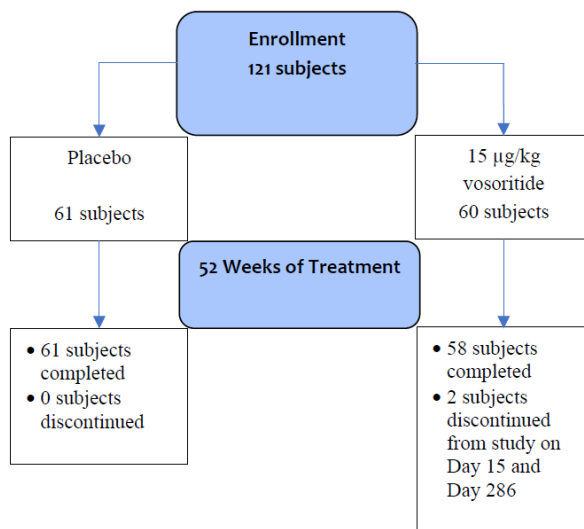 Enrollment
121 subjects
Placebo
61 subjects
15 µg/kg
vosoritide
60 subjects
52 Weeks of Treatment
• 61 subjects
completed
• 0 subjects
discontinued
• 58 subjects
completed
• 2 subjects
discontinued
from study on
Day 15 and
Day 286